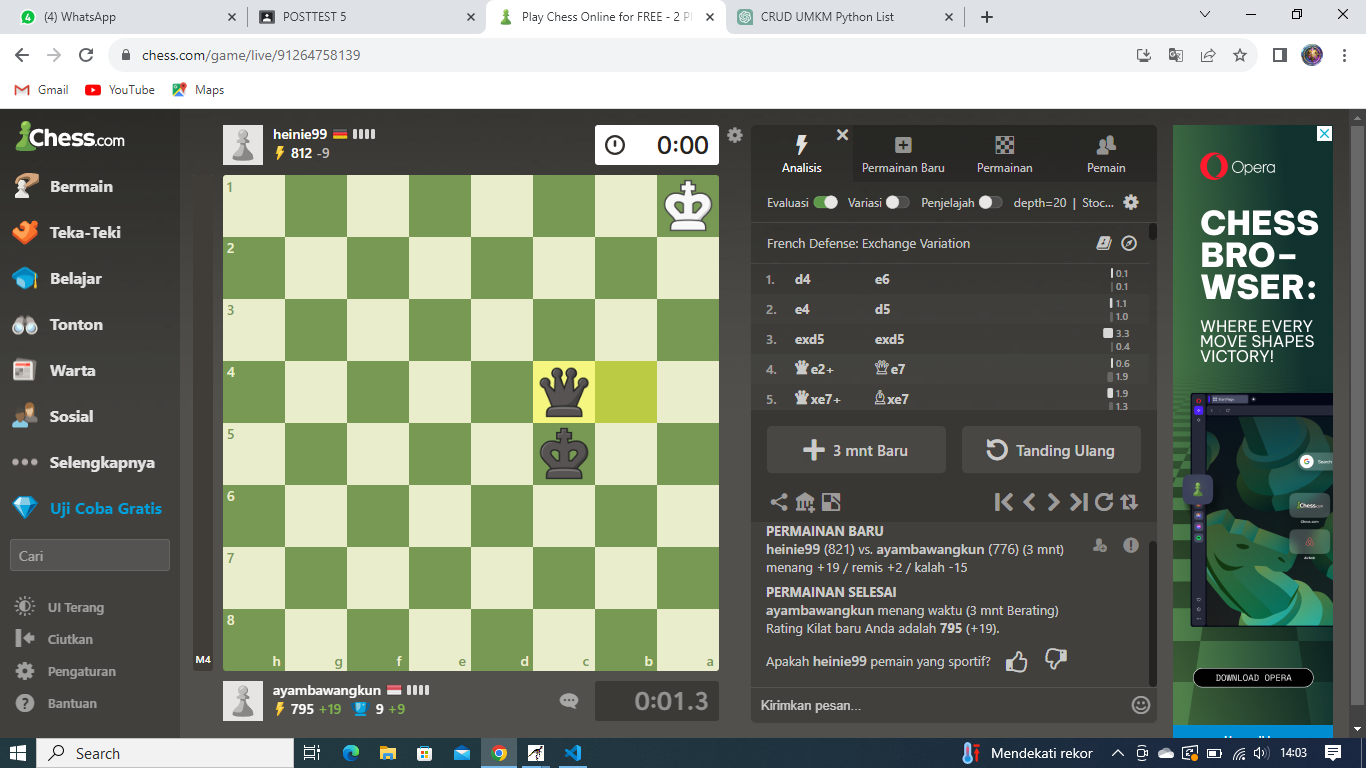 (4) WhatsApp
POSTTEST 5
Play Chess Online for FREE - 2 Pl
CRUD UMKM Python List
chess.com/game/live/91264758139
Gmail
YouTube
Maps
Chess.com
Bermain
Teka-Teki
Belajar
Tonton
Warta
Sosial
Selengkapnya
Uji Coba Gratis
Cari
UI Terang
Ciutkan
Pengaturan
Bantuan
heinie99
812 -9
0:00
1
2
3
4
5
6
7
8
h g f e d c b a
M4
ayambawangkun
795 +19 9 +9
0:01.3
Analisis
Permainan Baru
Permainan
Pemain
Evaluasi Variasi Penjelajah depth=20 | Stoc...
French Defense: Exchange Variation
1. d4 e6 0.1
0.1
2. e4 d5 1.1
1.0
3. exd5 exd5 3.3
0.4
4. e2+ e7 0.6
1.9
5. xe7+ xe7 1.9
1.3
3 mnt Baru
Tanding Ulang
PERMAINAN BARU
heinie99 (821) vs. ayambawangkun (776) (3 mnt)
menang +19 / remis +2 / kalah -15
PERMAINAN SELESAI
ayambawangkun menang waktu (3 mnt Berating)
Rating Kilat baru Anda adalah 795 (+19).
Apakah heinie99 pemain yang sportif?
Kirimkan pesan...
Opera
CHESS
BRO–
WSER:
WHERE EVERY
MOVE SHAPES
VICTORY!
DOWNLOAD OPERA
Search
Mendekati rekor
14:03